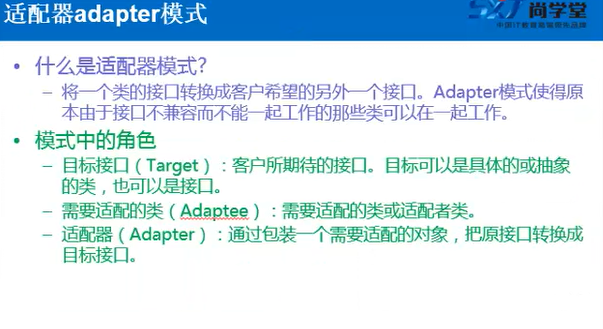 适配器adapter模式
SXT 尚学堂
• 什么是适配器模式?
– 将一个类的接口转换成客户希望的另外一个接口。Adapter模式使得原
本由于接口不兼容而不能一起工作的那些类可以在一起工作。
• 模式中的角色
– 目标接口（Target）：客户所期待的接口。目标可以是具体的或抽象
的类，也可以是接口。
– 需要适配的类（Adaptee）：需要适配的类或适配者类。
– 适配器（Adapter）：通过包装一个需要适配的对象，把原接口转换成
目标接口。